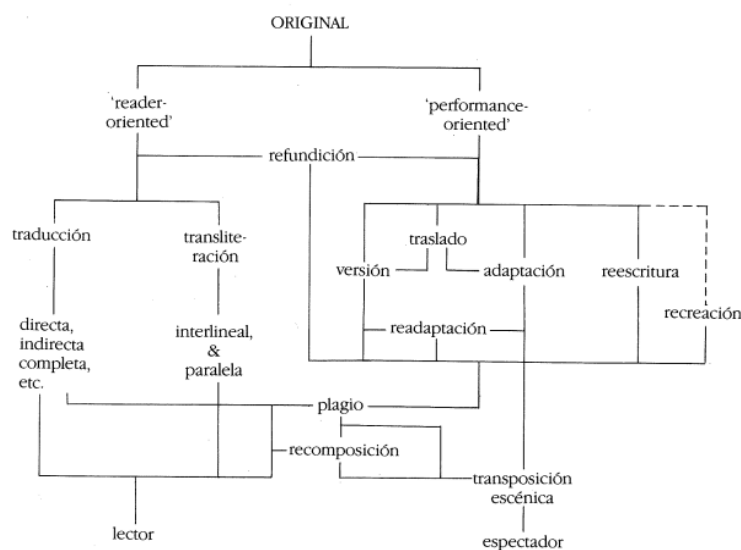 ORIGINAL
'reader-
oriented'
'performance-
oriented'
refundición
traducción
translite-
ración
traslado
versión
adaptación
reescritura
recreación
directa,
indirecta
completa,
etc.
interlineal,
&
paralela
readaptación
plagio
recomposición
transposición
escénica
lector
espectador